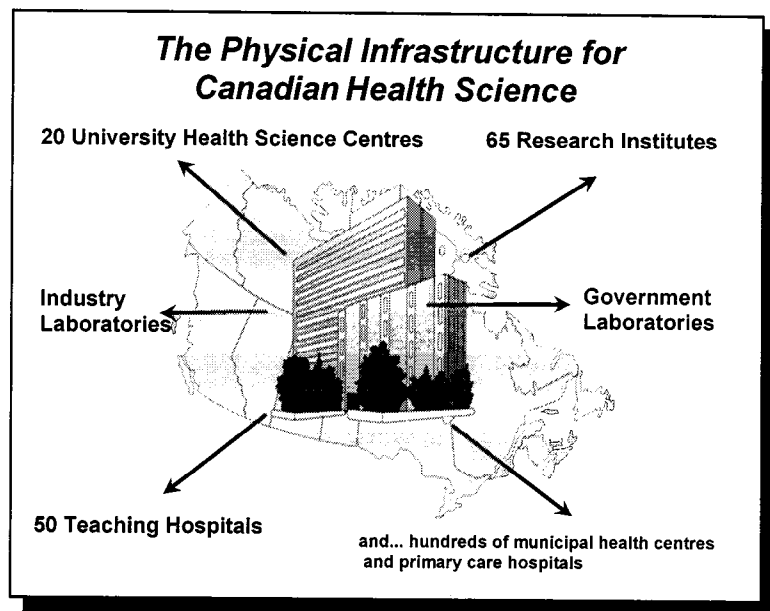 The Physical Infrastructure for
Canadian Health Science
20 University Health Science Centres
65 Research Institutes
Industry
Laboratories
Government
Laboratories
50 Teaching Hospitals
and... hundreds of municipal health centres
and primary care hospitals